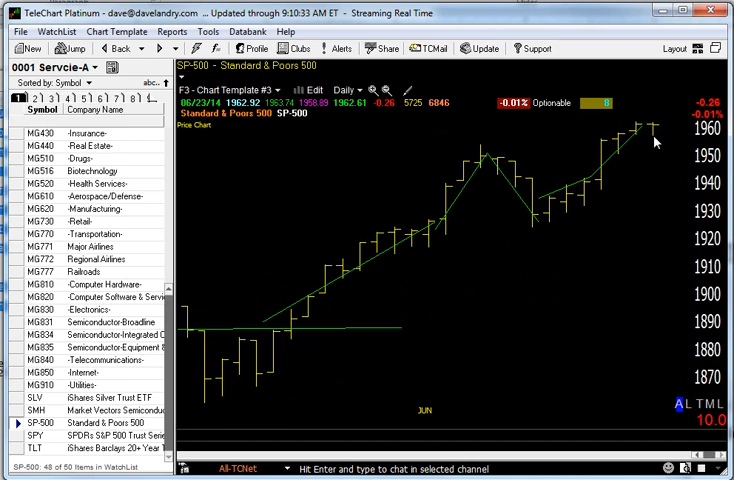 TeleChart Platinum - dave@davelandry.com ... Updated through 9:10:33 AM ET - Streaming Real Time
File WatchList Chart Template Reports Tools Databank Help
New Jump Back Profile Clubs Alerts Share TCMail Update Support Layout
0001 Servcie-A
Sorted by: Symbol abc..
1 2 3 4 5 6 7 8
Symbol Company Name
MG430 -Insurance-
MG440 -Real Estate-
MG510 -Drugs-
MG516 Biotechnology
MG520 -Health Services-
MG610 -Aerospace/Defense-
MG620 -Manufacturing-
MG730 -Retail-
MG770 -Transportation-
MG771 Major Airlines
MG772 Regional Airlines
MG777 Railroads
MG810 -Computer Hardware-
MG820 -Computer Software & Servi
MG830 -Electronics-
MG831 Semiconductor-Broadline
MG834 Semiconductor-Integrated C
MG835 Semiconductor-Equipment &
MG840 -Telecommunications-
MG850 -Internet-
MG910 -Utilities-
SLV iShares Silver Trust ETF
SMH Market Vectors Semicondu
SP-500 Standard & Poors 500
SPY SPDRs S&P 500 Trust Serie
TLT iShares Barclays 20+ Year T
SP-500: 48 of 50 Items in WatchList
SP-500 - Standard & Poors 500
F3 - Chart Template #3 Edit Daily
06/23/14 1962.92 1963.74 1958.89 1962.61 -0.26 5725 6846 -0.01% Optionable 8 -0.26
Standard & Poors 500 SP-500 -0.01%
Price Chart
1960
1950
1940
1930
1920
1910
1900
1890
1880
1870
JUN
A L T M L
10.0
All-TCNet Hit Enter and type to chat in selected channel